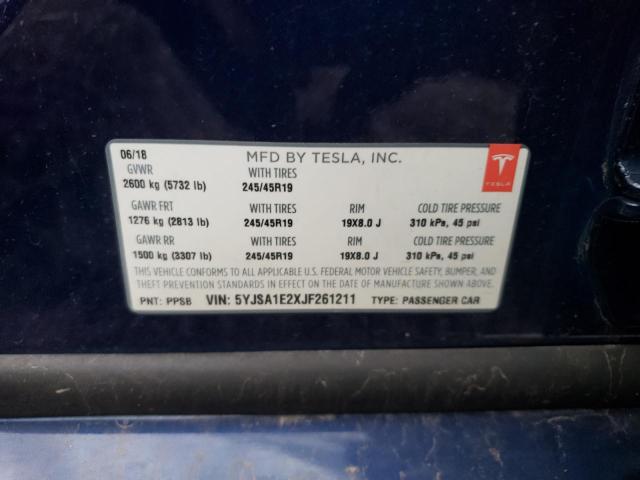 06/18 MFD BY TESLA, INC.
GVWR WITH TIRES
2600 kg (5732 lb) 245/45R19
GAWR FRT WITH TIRES RIM COLD TIRE PRESSURE
1276 kg (2813 lb) 245/45R19 19X8.0 J 310 kPa, 45 psi
GAWR RR WITH TIRES RIM COLD TIRE PRESSURE
1500 kg (3307 lb) 245/45R19 19X8.0 J 310 kPa, 45 psi
THIS VEHICLE CONFORMS TO ALL APPLICABLE U.S. FEDERAL MOTOR VEHICLE SAFETY, BUMPER, AND
THEFT PREVENTION STANDARDS IN EFFECT ON THE DATE OF MANUFACTURE SHOWN ABOVE.
PNT: PPSB VIN: 5YJSA1E2XJF261211 TYPE: PASSENGER CAR
TESLA